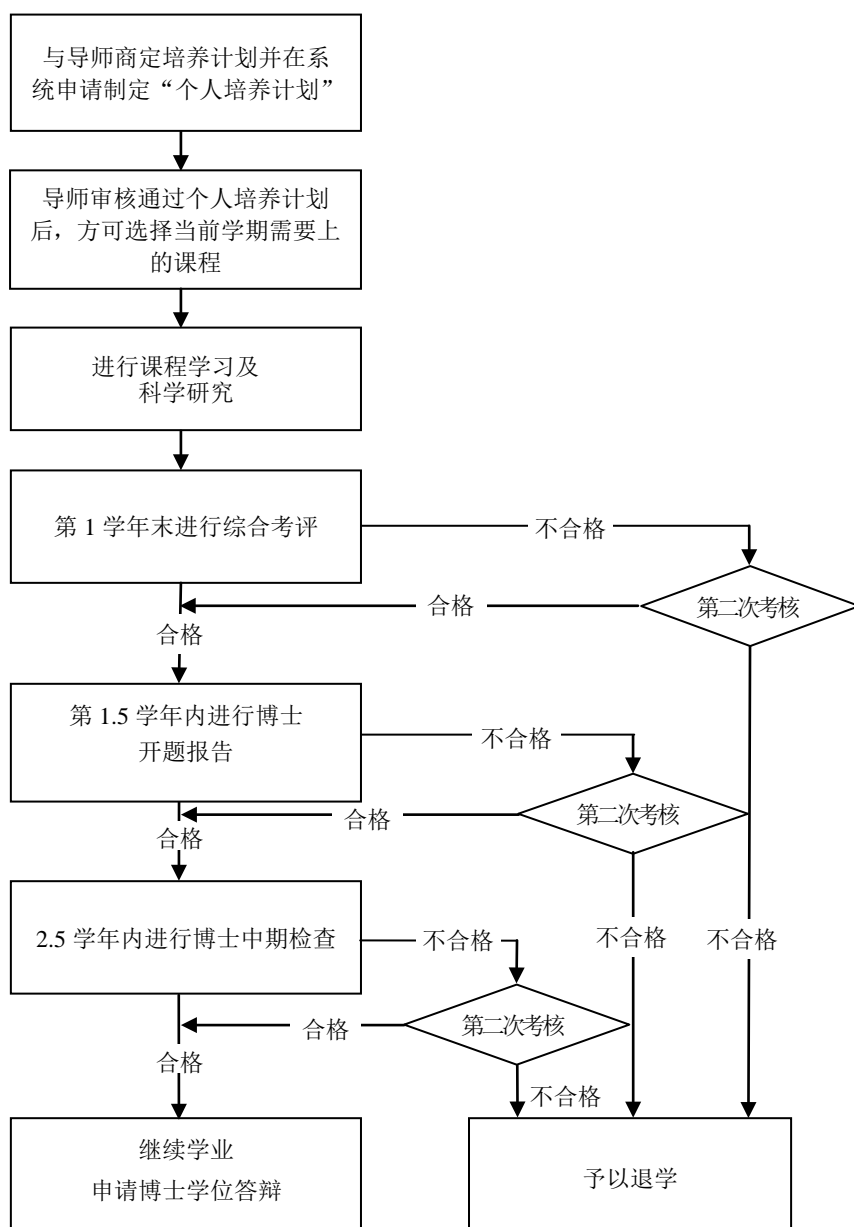 与导师商定培养计划并在系
统申请制定“个人培养计划”
导师审核通过个人培养计划
后，方可选择当前学期需要上
的课程
进行课程学习及
科学研究
第 1 学年末进行综合考评
不合格
第二次考核
合格
合格
第 1.5 学年内进行博士
开题报告
不合格
第二次考核
合格
合格
2.5 学年内进行博士中期检查
不合格
不合格
不合格
第二次考核
合格
合格
不合格
继续学业
申请博士学位答辩
予以退学